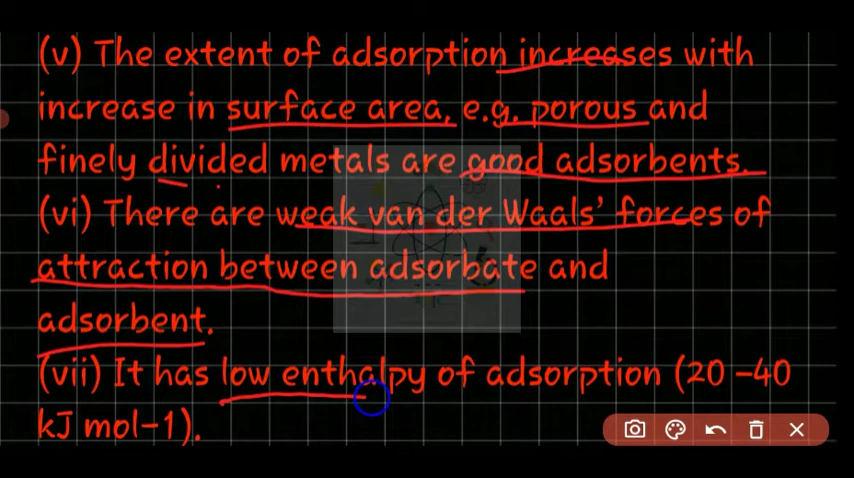 (v) The extent of adsorption increases with
increase in surface area, e.g. porous and
finely divided metals are good adsorbents.
(vi) There are weak van der Waals' forces of
attraction between adsorbate and
adsorbent.
(vii) It has low enthalpy of adsorption (20 –40
kJ mol–1).